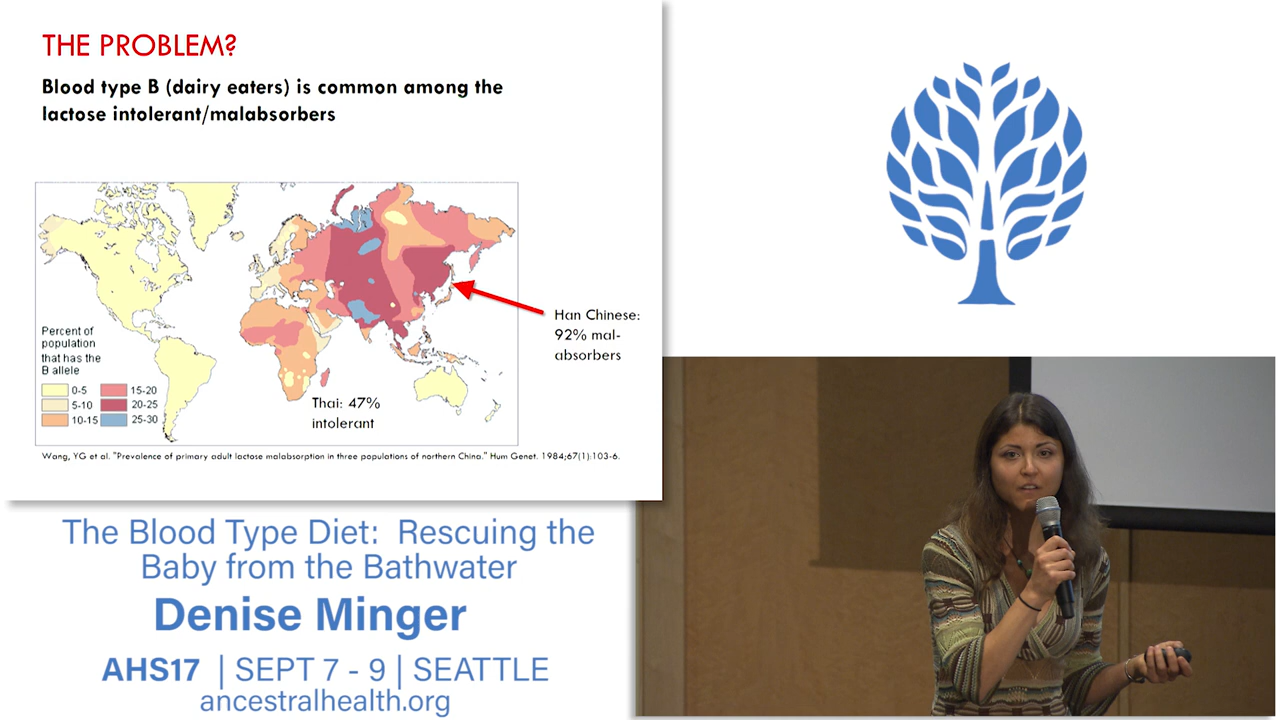 THE PROBLEM?
Blood type B (dairy eaters) is common among the
lactose intolerant/malabsorbers
Percent of
population
that has the
B allele
0-5
5-10
10-15
15-20
20-25
25-30
Thai: 47%
intolerant
Han Chinese:
92% mal-
absorbers
Wang, YG et al. "Prevalence of primary adult lactose malabsorption in three populations of northern China." Hum Genet. 1984;67(1):103-6.
The Blood Type Diet: Rescuing the
Baby from the Bathwater
Denise Minger
AHS17 | SEPT 7 - 9 | SEATTLE
ancestralhealth.org